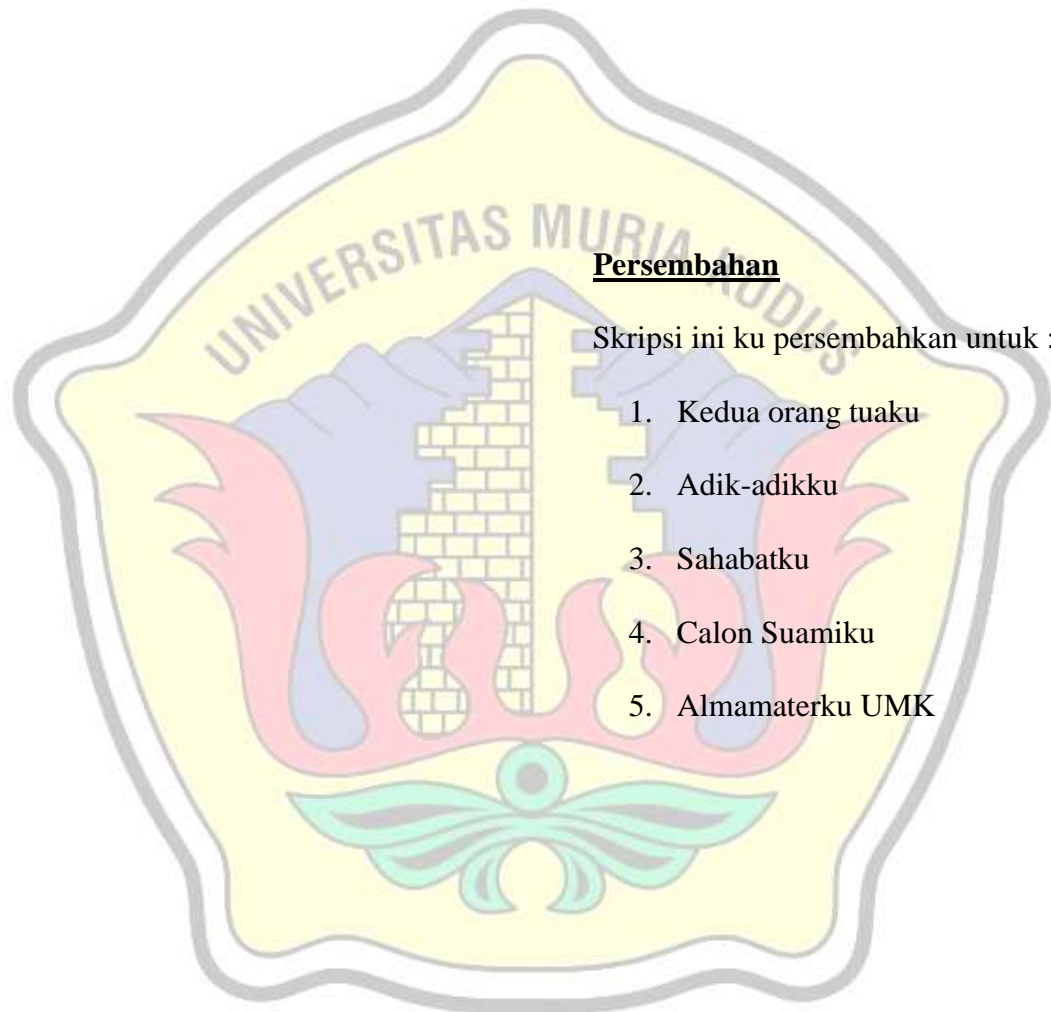 UNIVERSITAS MURIA KUDUS
Persembahan
Skripsi ini ku persembahkan untuk :
1. Kedua orang tuaku
2. Adik-adikku
3. Sahabatku
4. Calon Suamiku
5. Almamaterku UMK